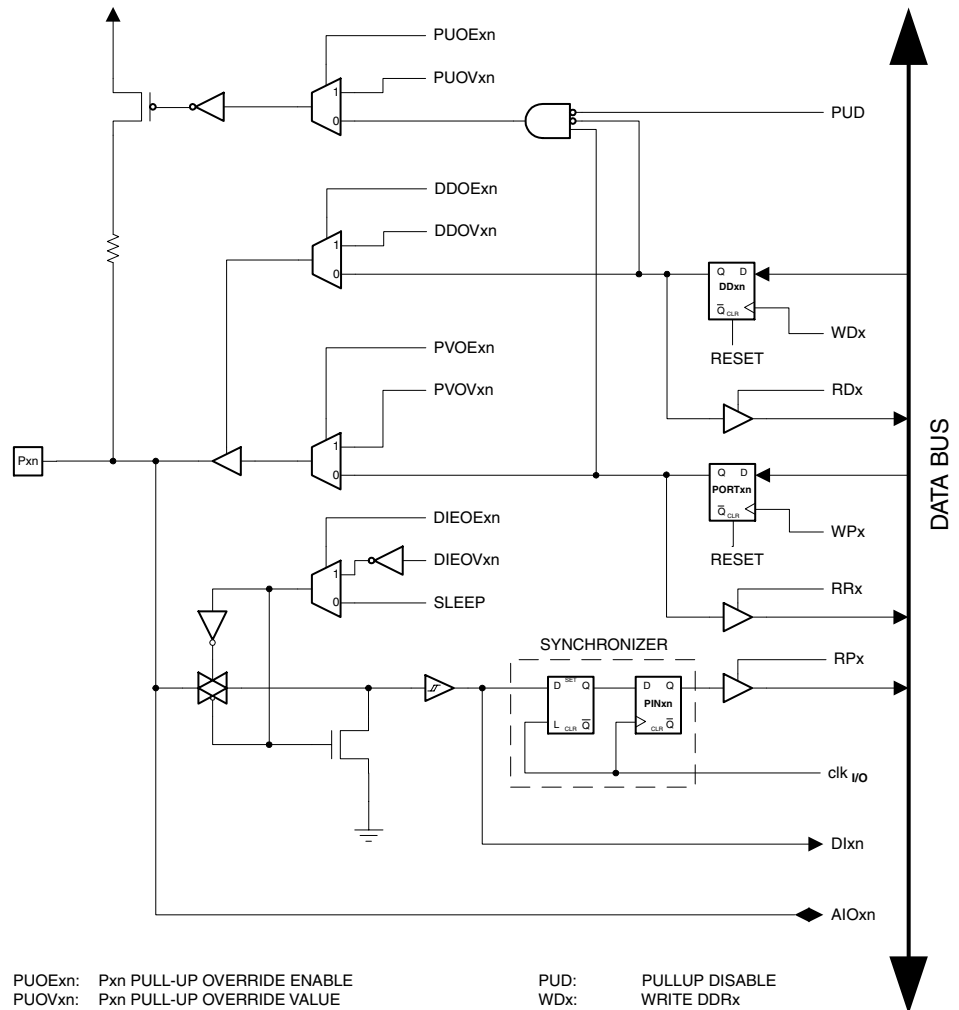 PUOExn
PUOVxn
1
0
PUD
DDOExn
DDOVxn
1
0
Q D
DDxn
Q CLR
WDx
RESET
RDx
PVOExn
PVOVxn
1
0
Pxn
Q D
PORTxn
Q CLR
WPx
RESET
RRx
DIEOExn
DIEOVxn
1
0
SLEEP
SYNCHRONIZER
RPx
D SET Q
L CLR Q
D Q
PINxn
CLR Q
clk I/O
DIxn
AIOxn
DATA BUS
PUOExn: Pxn PULL-UP OVERRIDE ENABLE
PUOVxn: Pxn PULL-UP OVERRIDE VALUE
PUD: PULLUP DISABLE
WDx: WRITE DDRx